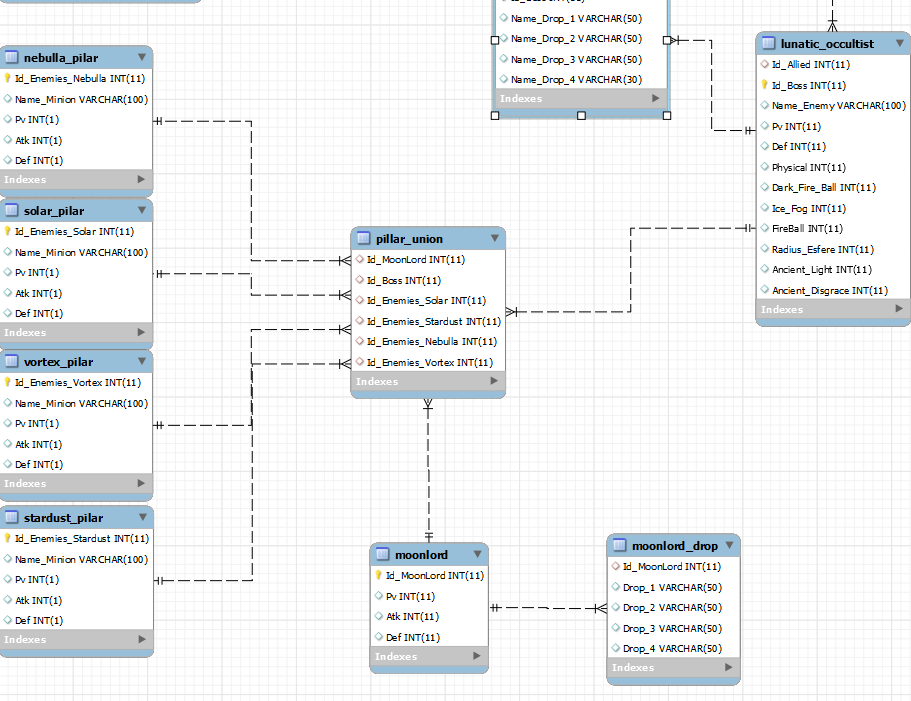 Name_Drop_1 VARCHAR(50)
Name_Drop_2 VARCHAR(50)
Name_Drop_3 VARCHAR(50)
Name_Drop_4 VARCHAR(30)
Indexes
nebulla_pilar
Id_Enemies_Nebulla INT(11)
Name_Minion VARCHAR(100)
Pv INT(1)
Atk INT(1)
Def INT(1)
Indexes
solar_pilar
Id_Enemies_Solar INT(11)
Name_Minion VARCHAR(100)
Pv INT(1)
Atk INT(1)
Def INT(1)
Indexes
vortex_pilar
Id_Enemies_Vortex INT(11)
Name_Minion VARCHAR(100)
Pv INT(1)
Atk INT(1)
Def INT(1)
Indexes
stardust_pilar
Id_Enemies_Stardust INT(11)
Name_Minion VARCHAR(100)
Pv INT(1)
Atk INT(1)
Def INT(1)
Indexes
pillar_union
Id_MoonLord INT(11)
Id_Boss INT(11)
Id_Enemies_Solar INT(11)
Id_Enemies_Stardust INT(11)
Id_Enemies_Nebulla INT(11)
Id_Enemies_Vortex INT(11)
Indexes
lunatic_occultist
Id_Allied INT(11)
Id_Boss INT(11)
Name_Enemy VARCHAR(100)
Pv INT(11)
Def INT(11)
Physical INT(11)
Dark_Fire_Ball INT(11)
Ice_Fog INT(11)
FireBall INT(11)
Radius_Esfere INT(11)
Ancient_Light INT(11)
Ancient_Disgrace INT(11)
Indexes
moonlord
Id_MoonLord INT(11)
Pv INT(11)
Atk INT(11)
Def INT(11)
Indexes
moonlord_drop
Id_MoonLord INT(11)
Drop_1 VARCHAR(50)
Drop_2 VARCHAR(50)
Drop_3 VARCHAR(50)
Drop_4 VARCHAR(50)
Indexes